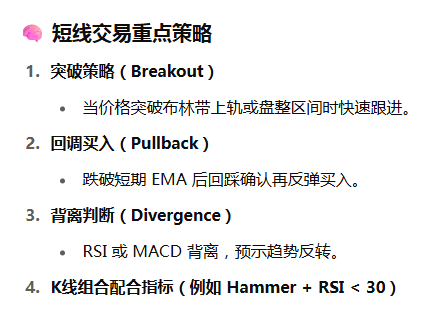 短线交易重点策略
1. 突破策略（Breakout）
• 当价格突破布林带上轨或盘整区间时快速跟进。
2. 回调买入（Pullback）
• 跌破短期 EMA 后回踩确认再反弹买入。
3. 背离判断（Divergence）
• RSI 或 MACD 背离，预示趋势反转。
4. K线组合配合指标（例如 Hammer + RSI < 30）